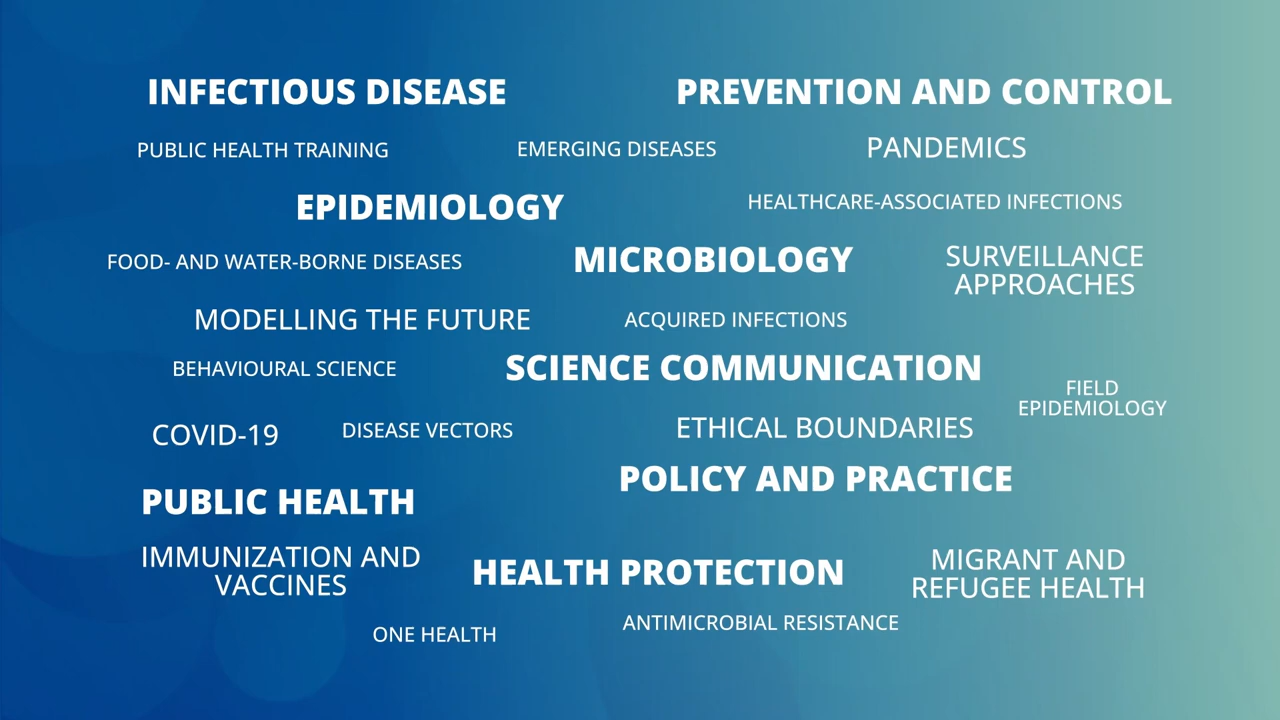 INFECTIOUS DISEASE
PREVENTION AND CONTROL
PUBLIC HEALTH TRAINING
EMERGING DISEASES
PANDEMICS
EPIDEMIOLOGY
HEALTHCARE-ASSOCIATED INFECTIONS
FOOD- AND WATER-BORNE DISEASES
MICROBIOLOGY
SURVEILLANCE
APPROACHES
MODELLING THE FUTURE
ACQUIRED INFECTIONS
BEHAVIOURAL SCIENCE
SCIENCE COMMUNICATION
FIELD
EPIDEMIOLOGY
COVID-19
DISEASE VECTORS
ETHICAL BOUNDARIES
POLICY AND PRACTICE
PUBLIC HEALTH
IMMUNIZATION AND
VACCINES
HEALTH PROTECTION
MIGRANT AND
REFUGEE HEALTH
ANTIMICROBIAL RESISTANCE
ONE HEALTH